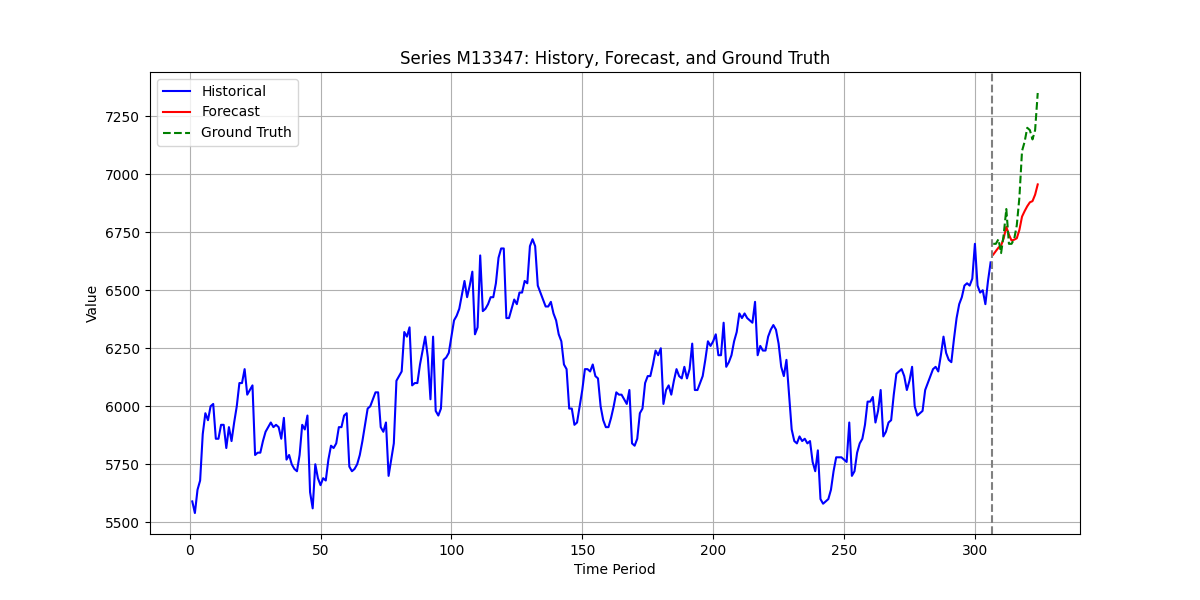 Series M13347: History, Forecast, and Ground Truth
Historical
Forecast
Ground Truth
7250
7000
6750
6500
6250
6000
5750
5500
0 50 100 150 200 250 300
Value
Time Period